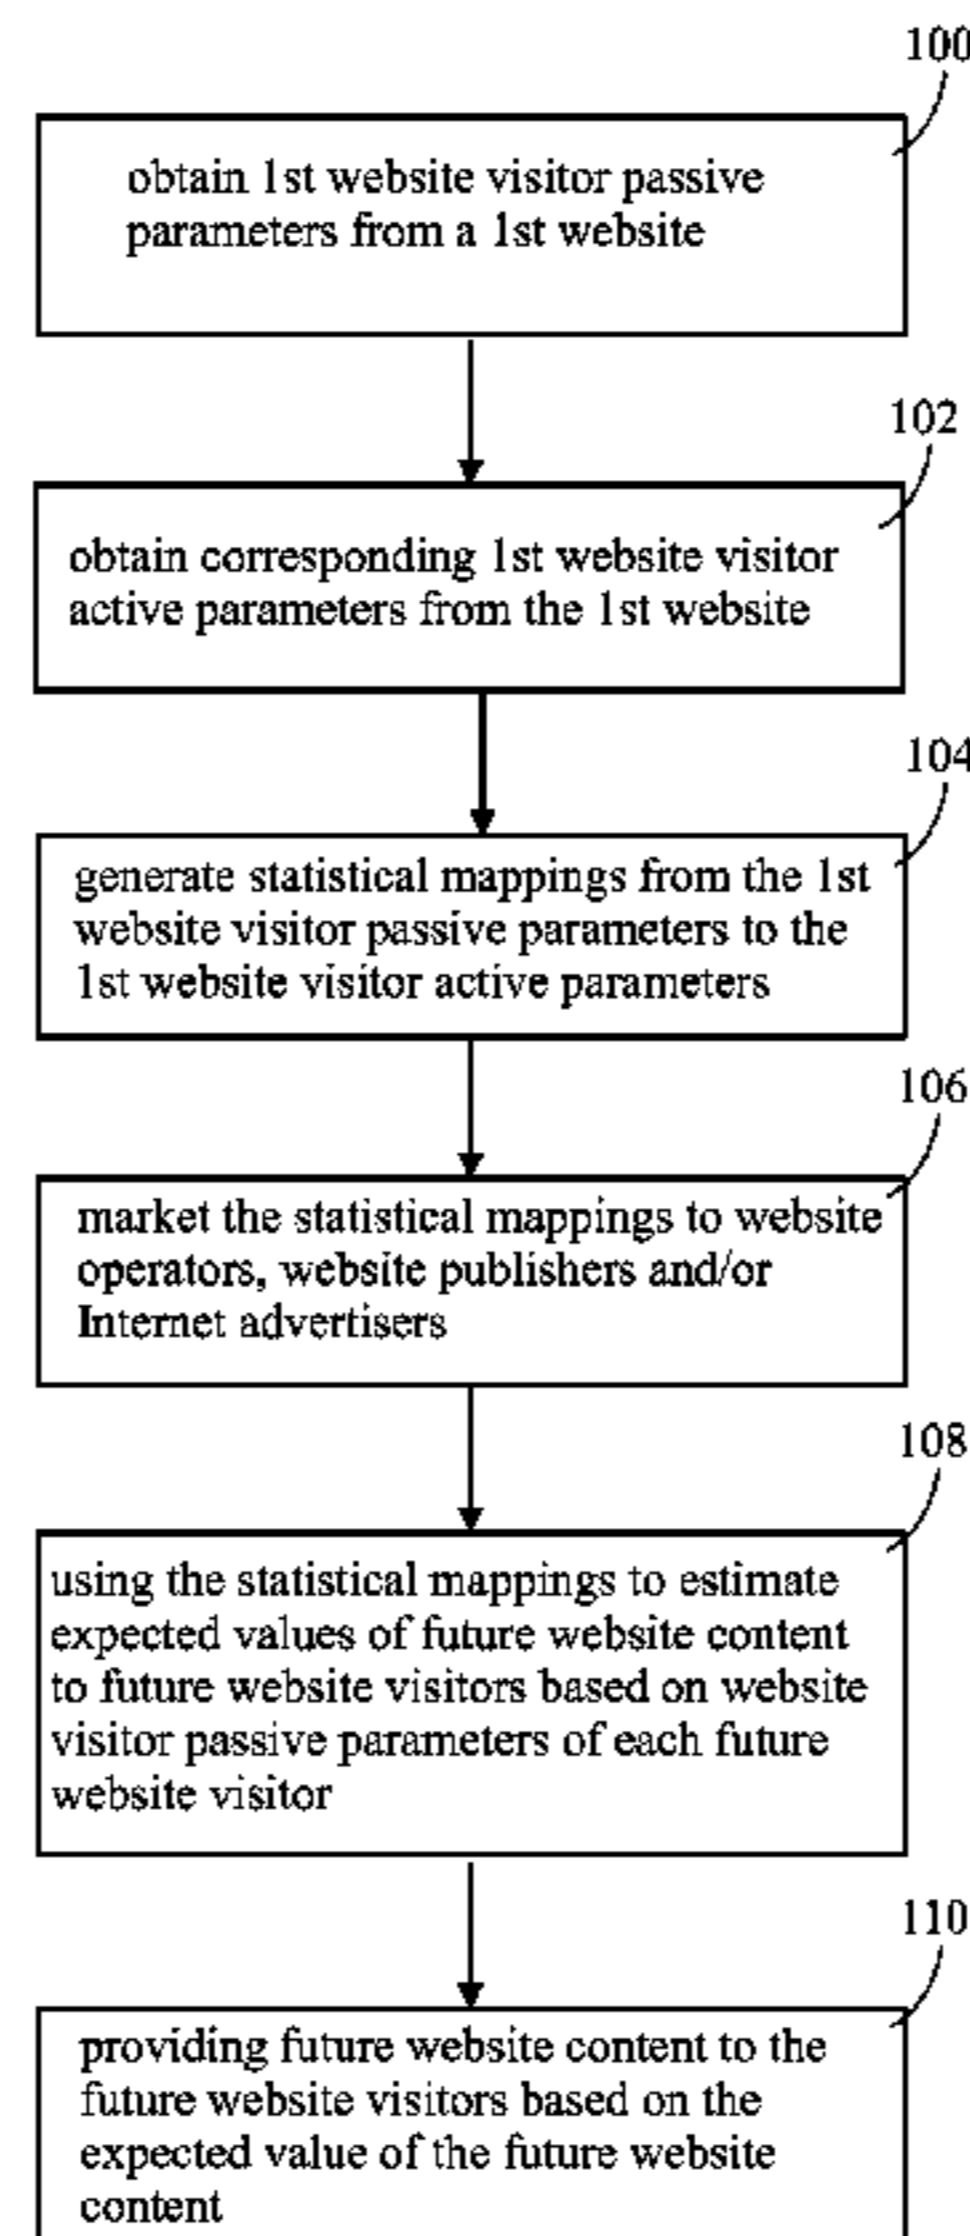 100
obtain 1st website visitor passive
parameters from a 1st website
102
obtain corresponding 1st website visitor
active parameters from the 1st website
104
generate statistical mappings from the 1st
website visitor passive parameters to the
1st website visitor active parameters
106
market the statistical mappings to website
operators, website publishers and/or
Internet advertisers
108
using the statistical mappings to estimate
expected values of future website content
to future website visitors based on website
visitor passive parameters of each future
website visitor
110
providing future website content to the
future website visitors based on the
expected value of the future website
content